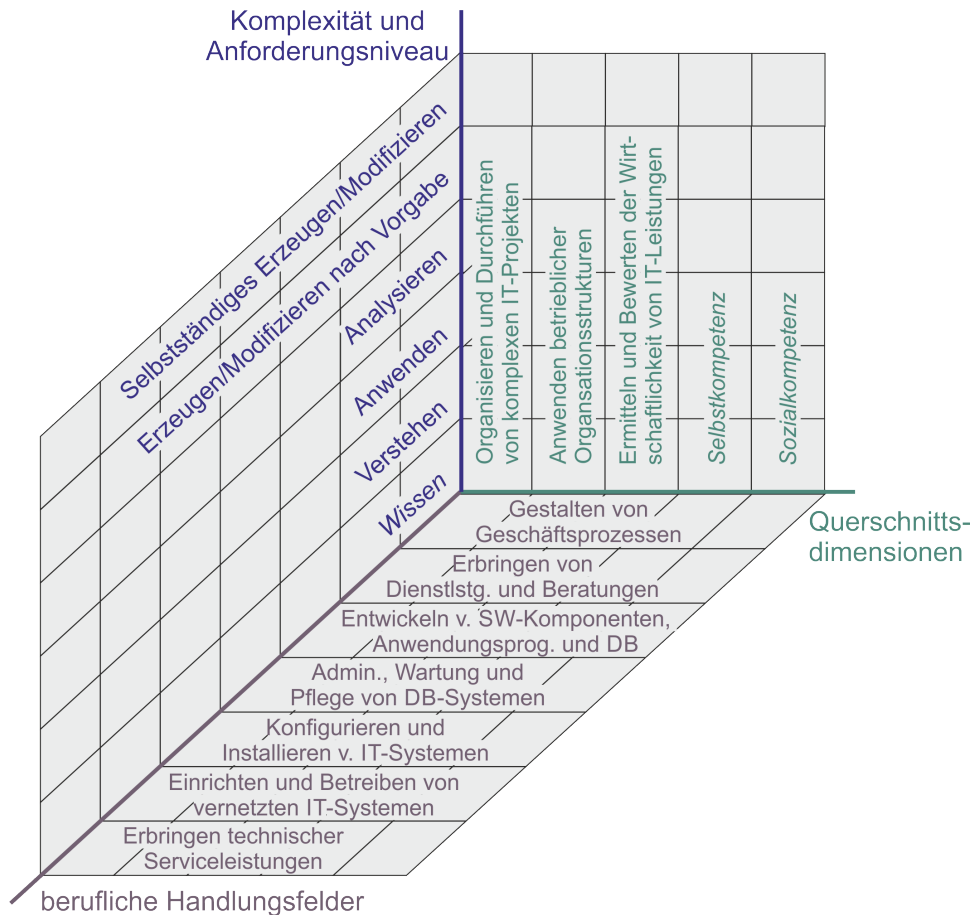 Komplexität und
Anforderungsniveau
Selbstständiges Erzeugen/Modifizieren
Erzeugen/Modifizieren nach Vorgabe
Analysieren
Anwenden
Verstehen
Wissen
Organisieren und Durchführen
von komplexen IT-Projekten
Anwenden betrieblicher
Organsationsstrukturen
Ermitteln und Bewerten der Wirt-
schaftlichkeit von IT-Leistungen
Selbstkompetenz
Sozialkompetenz
Querschnitts-
dimensionen
Gestalten von
Geschäftsprozessen
Erbringen von
Dienstlstg. und Beratungen
Entwickeln v. SW-Komponenten,
Anwendungsprog. und DB
Admin., Wartung und
Pflege von DB-Systemen
Konfigurieren und
Installieren v. IT-Systemen
Einrichten und Betreiben von
vernetzten IT-Systemen
Erbringen technischer
Serviceleistungen
berufliche Handlungsfelder